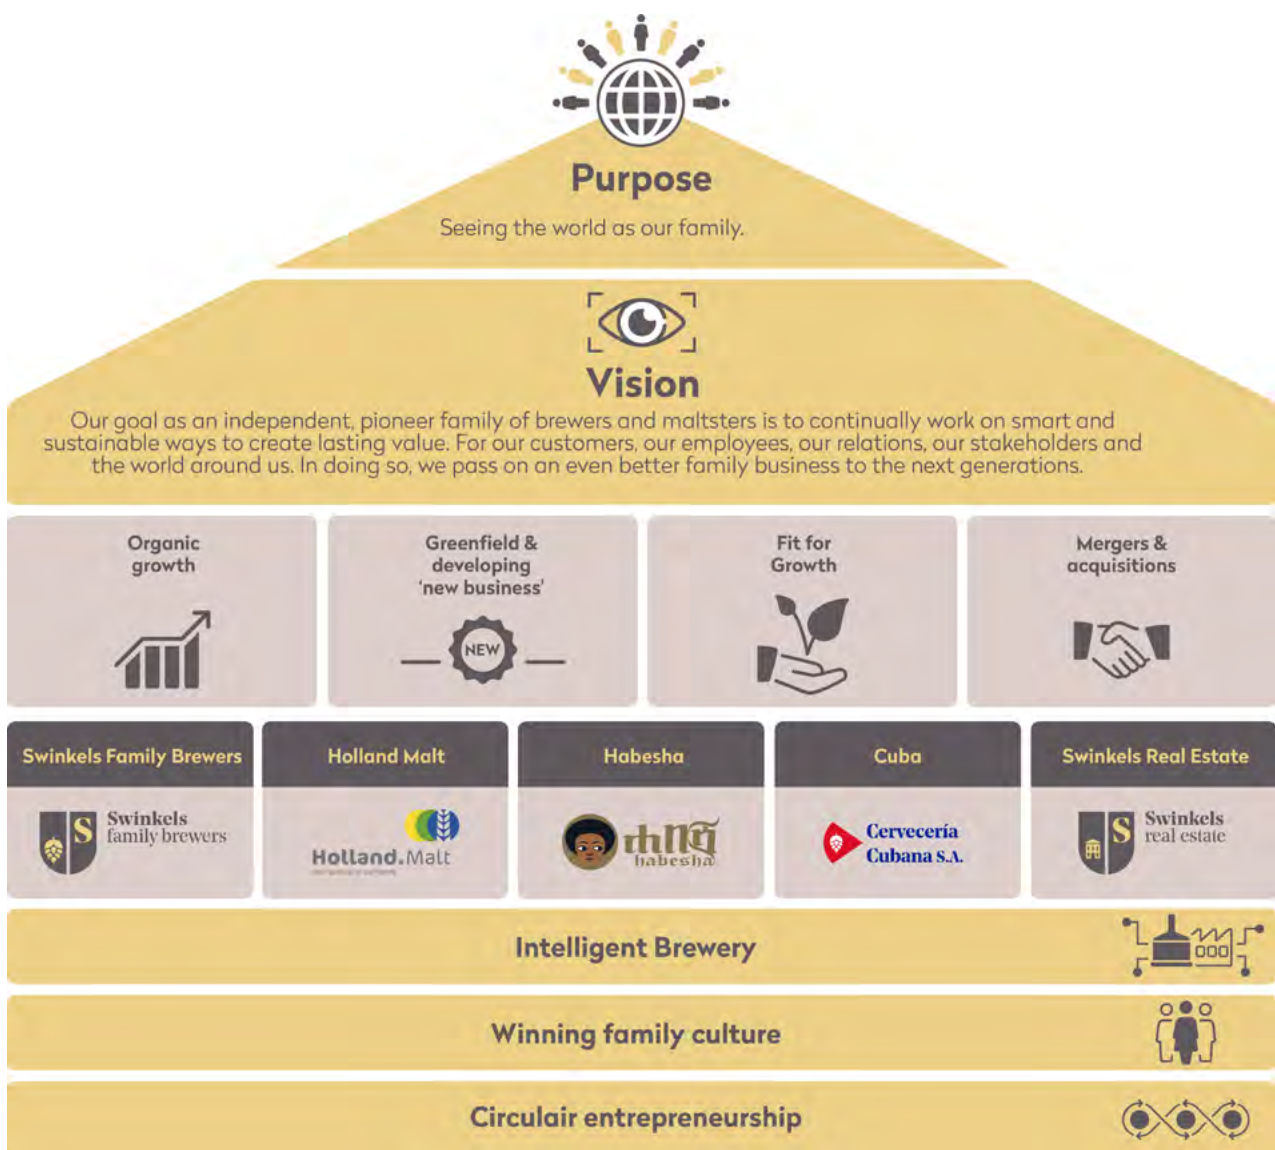 Purpose
Seeing the world as our family.
Vision
Our goal as an independent, pioneer family of brewers and maltsters is to continually work on smart and
sustainable ways to create lasting value. For our customers, our employees, our relations, our stakeholders and
the world around us. In doing so, we pass on an even better family business to the next generations.
Organic
growth
Greenfield &
developing
'new business'
NEW
Fit for
Growth
Mergers &
acquisitions
Swinkels Family Brewers
Holland Malt
Habesha
Cuba
Swinkels Real Estate
S
Swinkels
family brewers
Holland.Malt
ሐበሻ
habesha
Cervecería
Cubana S.A.
S
Swinkels
real estate
Intelligent Brewery
Winning family culture
Circulair entrepreneurship